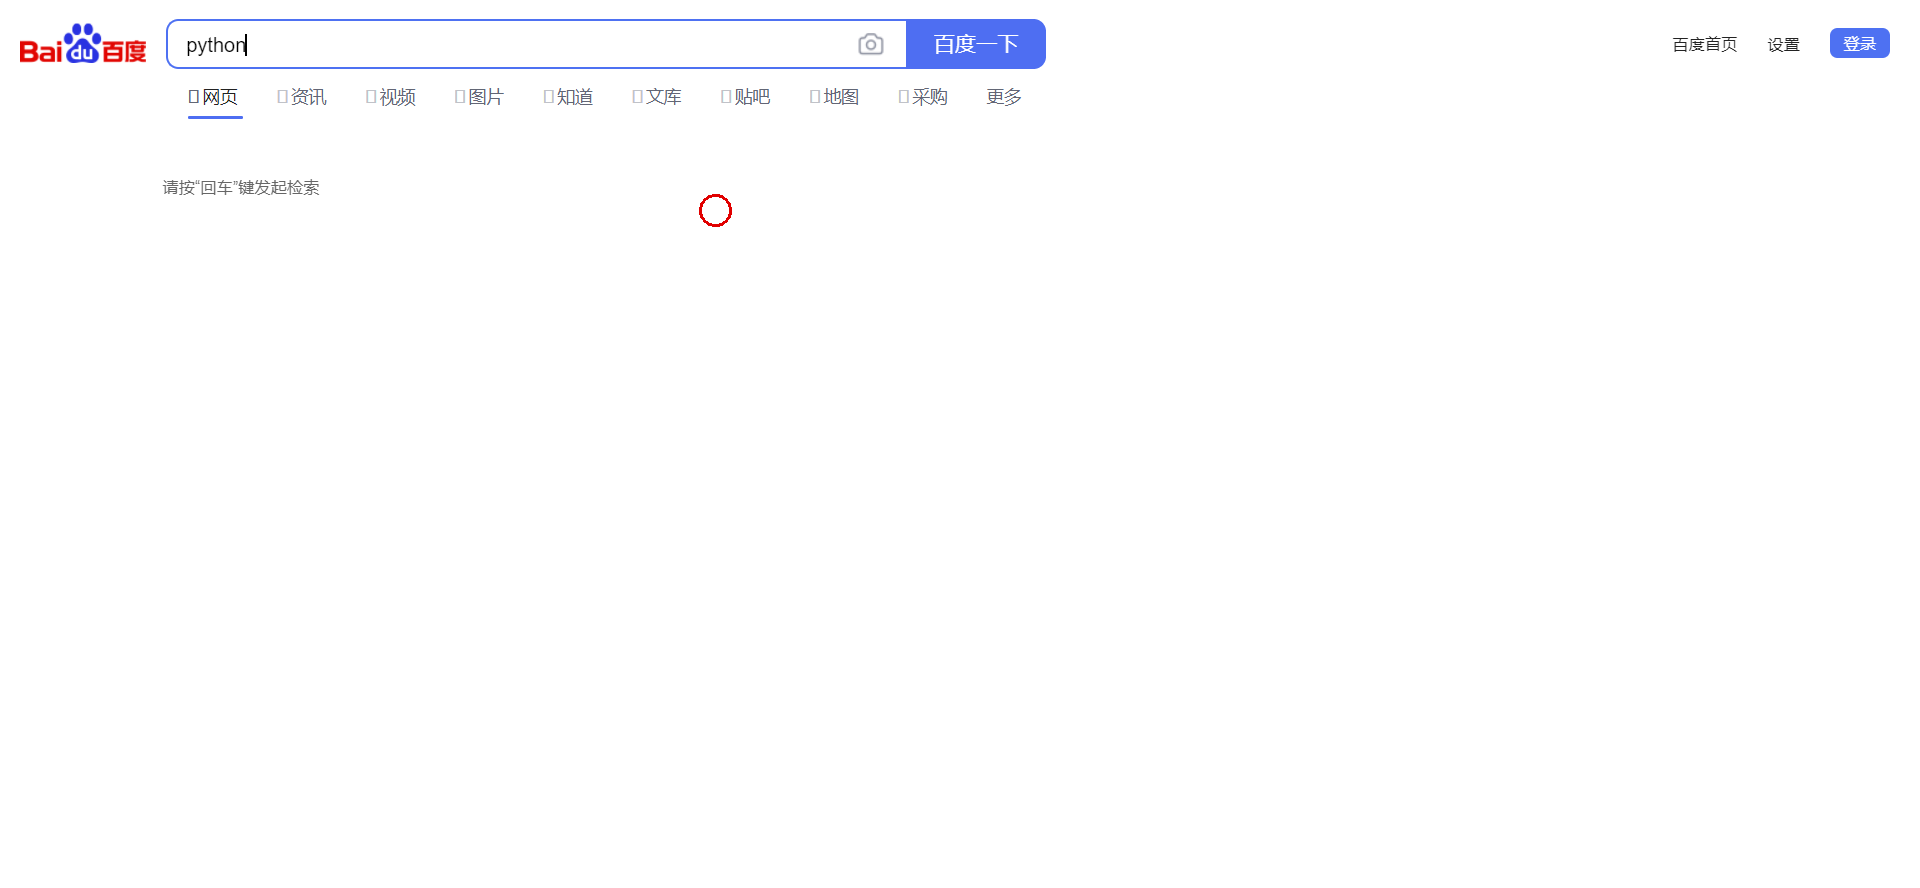 Bai du 百度 python 百度一下 百度首页 设置 登录
网页 资讯 视频 图片 知道 文库 贴吧 地图 采购 更多
请按“回车”键发起检索